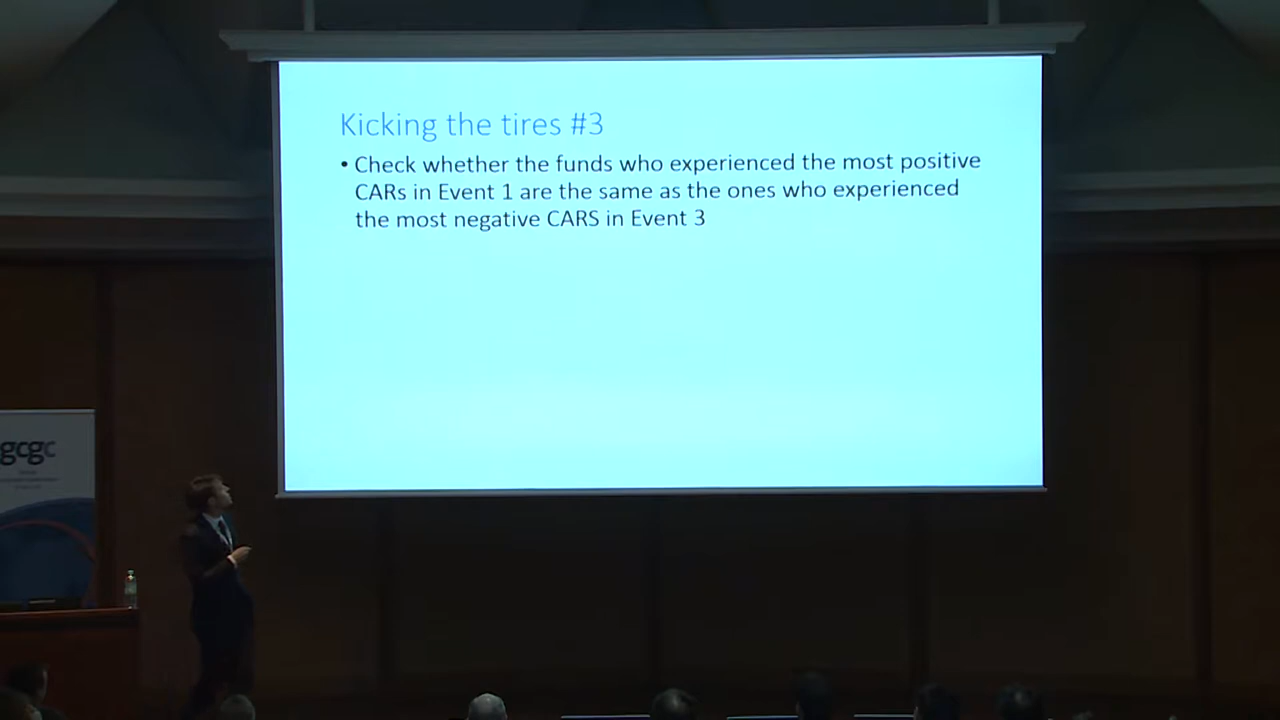 Kicking the tires #3
• Check whether the funds who experienced the most positive
CARs in Event 1 are the same as the ones who experienced
the most negative CARS in Event 3
gcgc